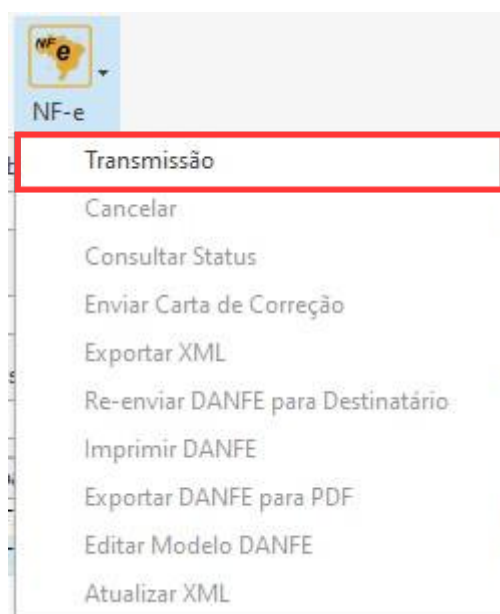 NF e
NF-e
Transmissão
Cancelar
Consultar Status
Enviar Carta de Correção
Exportar XML
Re-enviar DANFE para Destinatário
Imprimir DANFE
Exportar DANFE para PDF
Editar Modelo DANFE
Atualizar XML